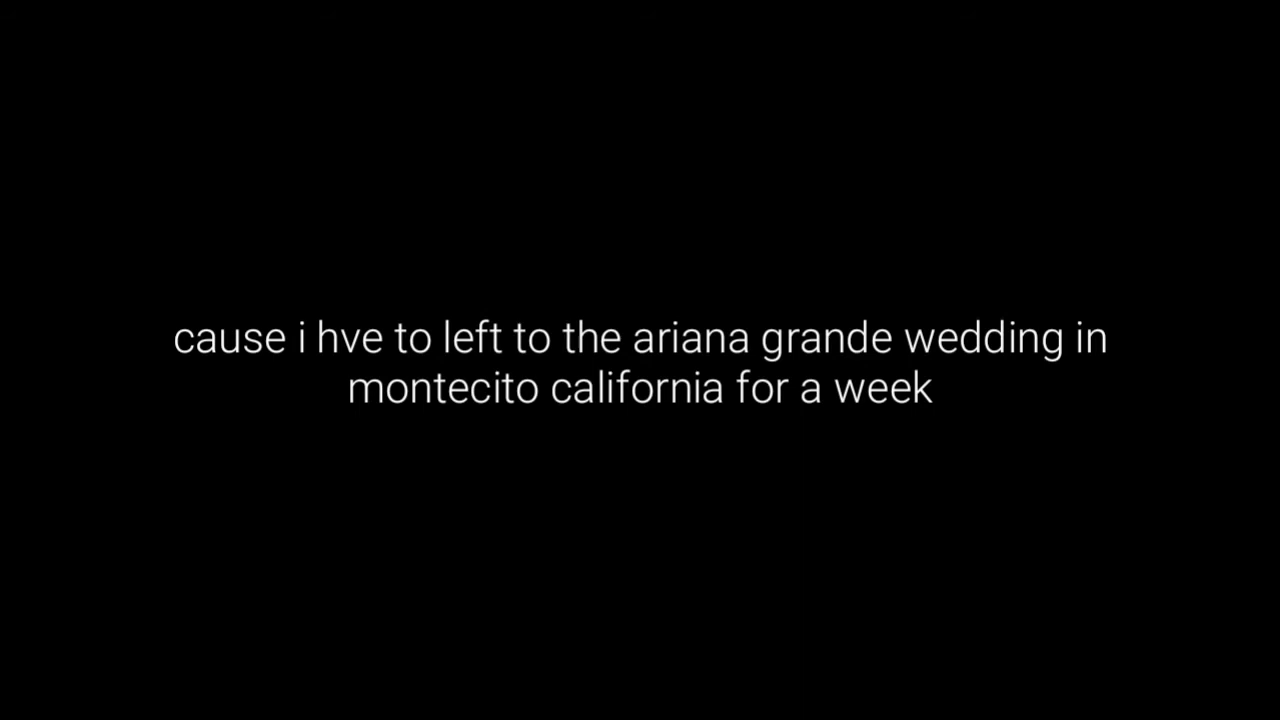 cause i hve to left to the ariana grande wedding in
montecito california for a week